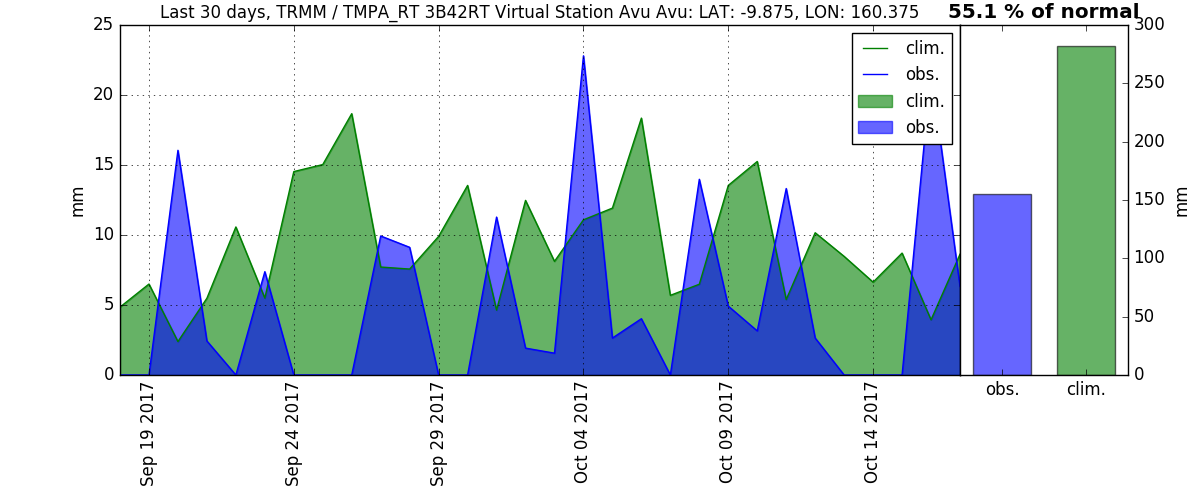 Last 30 days, TRMM / TMPA_RT 3B42RT Virtual Station Avu Avu: LAT: -9.875, LON: 160.375
55.1 % of normal
25
20
15
10
5
0
mm
clim.
obs.
clim.
obs.
300
250
200
150
100
50
0
mm
obs.
clim.
Sep 19 2017
Sep 24 2017
Sep 29 2017
Oct 04 2017
Oct 09 2017
Oct 14 2017